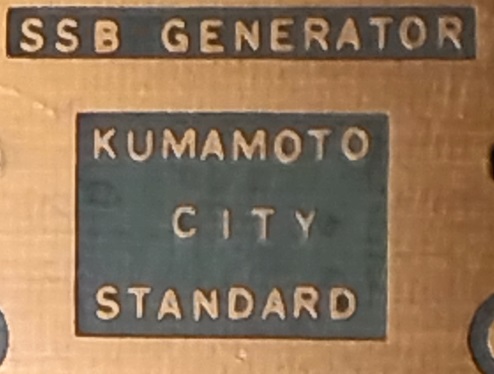 SSB GENERATOR
KUMAMOTO
CITY
STANDARD